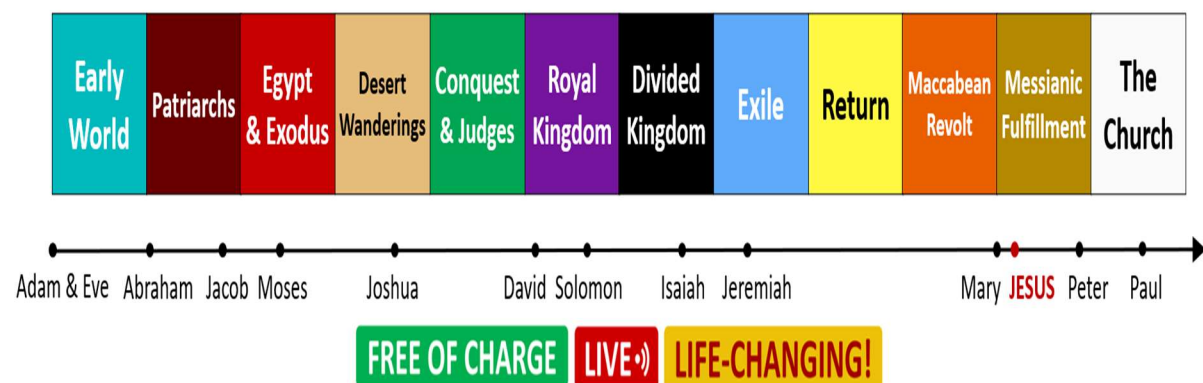 Early
World
Patriarchs
Egypt
& Exodus
Desert
Wanderings
Conquest
& Judges
Royal
Kingdom
Divided
Kingdom
Exile
Return
Maccabean
Revolt
Messianic
Fulfillment
The
Church
Adam & Eve Abraham Jacob Moses Joshua David Solomon Isaiah Jeremiah Mary JESUS Peter Paul
FREE OF CHARGE LIVE LIFE-CHANGING!